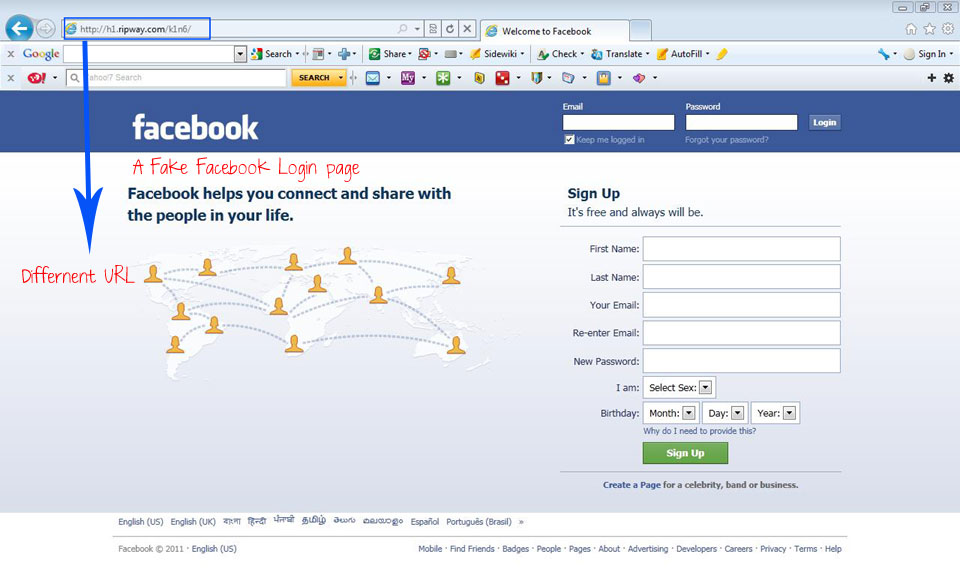 http://h1.ripway.com/k1n6/
Welcome to Facebook
Google Search Share Sidewiki Check Translate AutoFill Sign In
Yahoo!7 Search SEARCH My
facebook
Email Password
Login
Keep me logged in Forgot your password?
A Fake Facebook Login page
Facebook helps you connect and share with
the people in your life.
Differnent URL
Sign Up
It's free and always will be.
First Name:
Last Name:
Your Email:
Re-enter Email:
New Password:
I am: Select Sex:
Birthday: Month: Day: Year:
Why do I need to provide this?
Sign Up
Create a Page for a celebrity, band or business.
English (US) English (UK) বাংলা हिन्दी ਪੰਜਾਬੀ தமிழ் తెలుగు മലയാളം Español Português (Brasil) »
Facebook © 2011 · English (US)
Mobile · Find Friends · Badges · People · Pages · About · Advertising · Developers · Careers · Privacy · Terms · Help